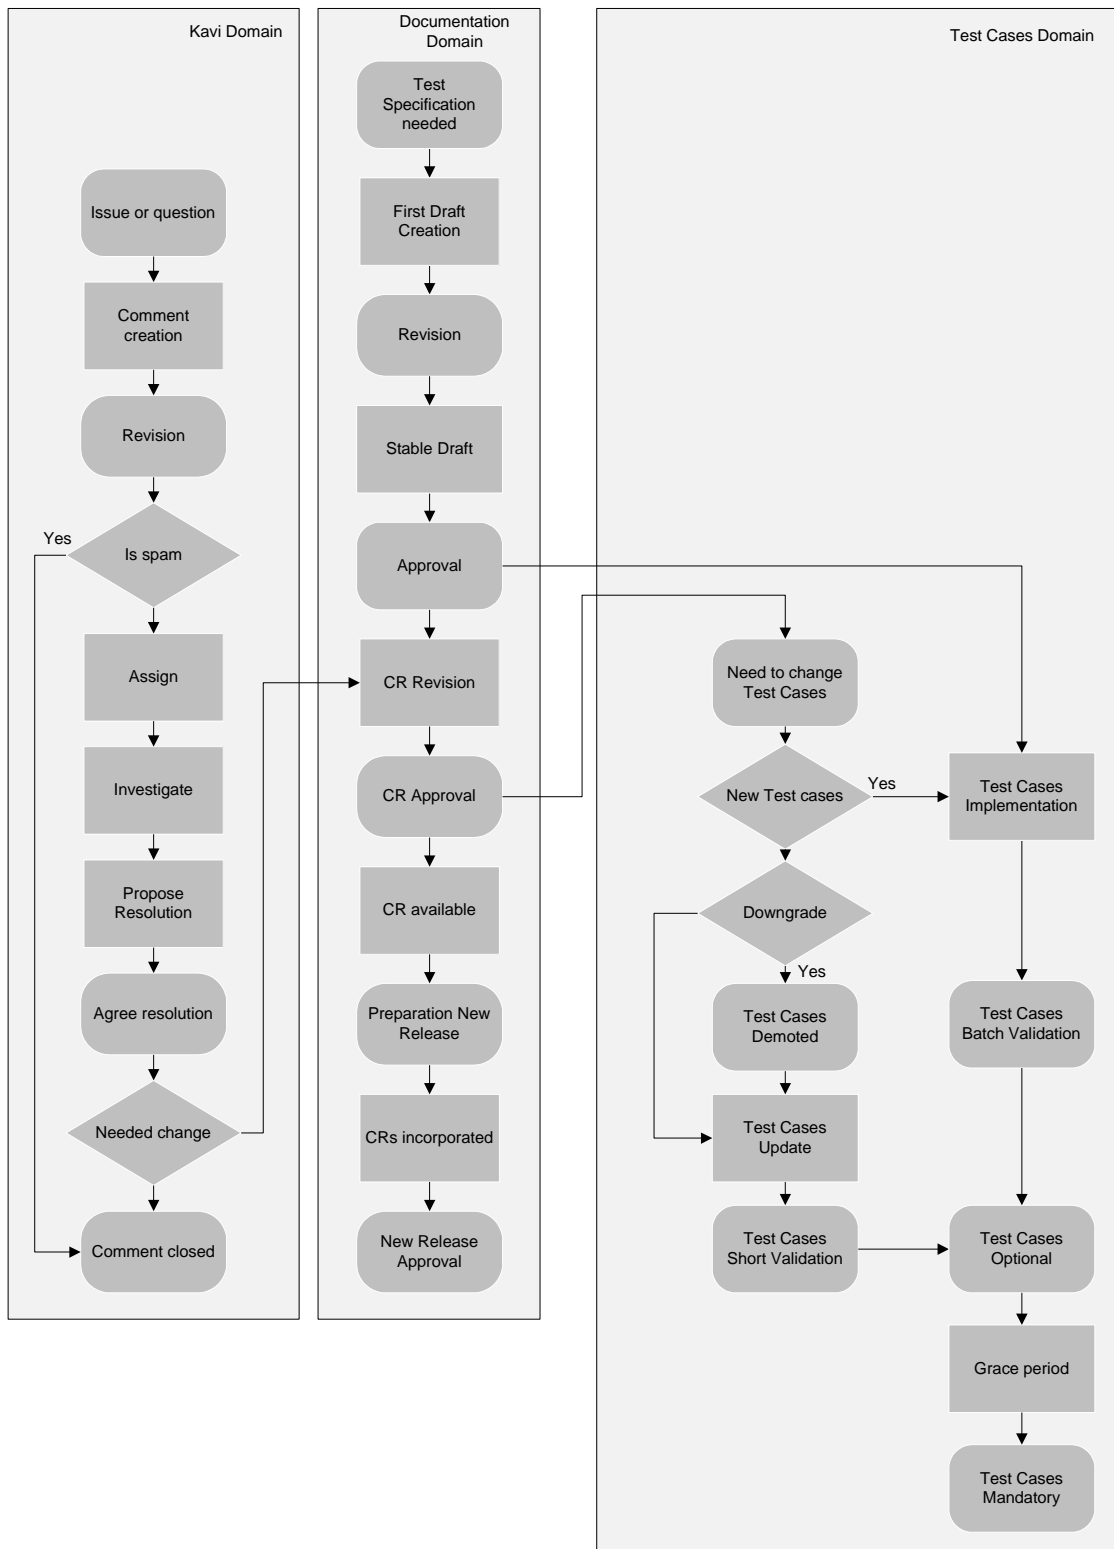 Kavi Domain
Issue or question
Comment
creation
Revision
Yes
Is spam
Assign
Investigate
Propose
Resolution
Agree resolution
Needed change
Comment closed
Documentation
Domain
Test
Specification
needed
First Draft
Creation
Revision
Stable Draft
Approval
CR Revision
CR Approval
CR available
Preparation New
Release
CRs incorporated
New Release
Approval
Test Cases Domain
Need to change
Test Cases
New Test cases
Yes
Test Cases
Implementation
Downgrade
Yes
Test Cases
Demoted
Test Cases
Batch Validation
Test Cases
Update
Test Cases
Short Validation
Test Cases
Optional
Grace period
Test Cases
Mandatory